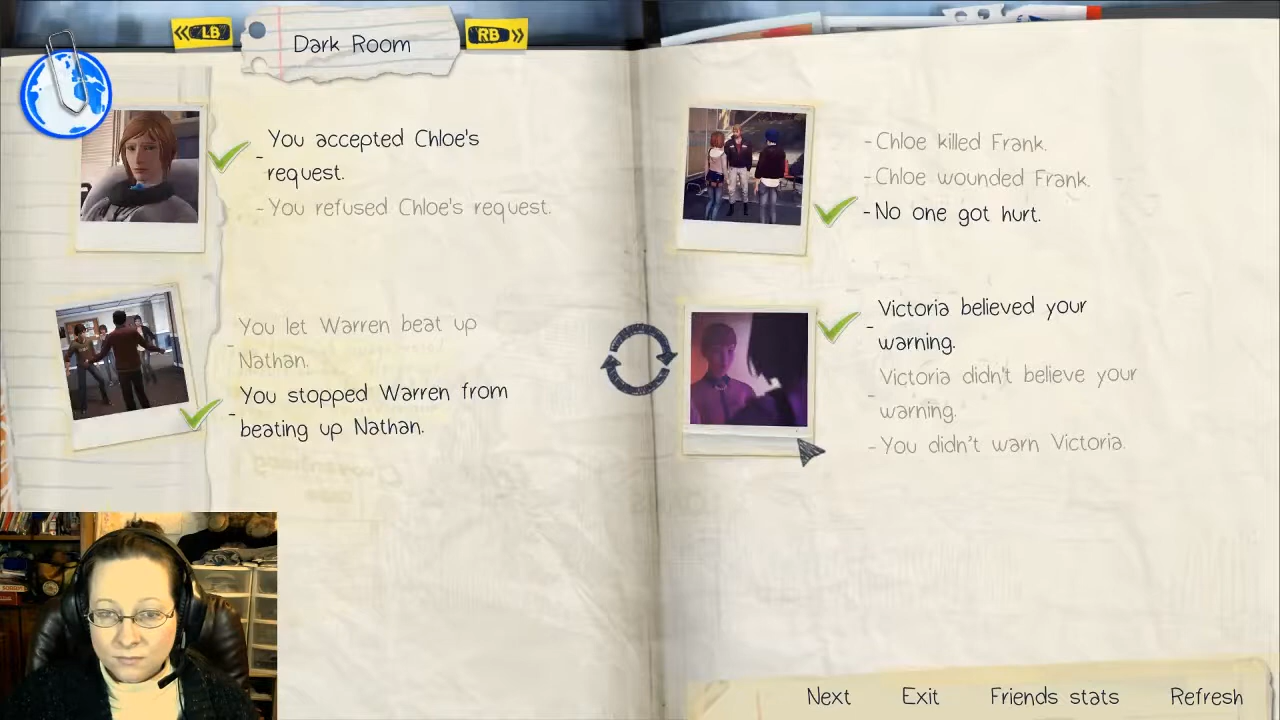 LB
Dark Room
RB
You accepted Chloe's
- request.
- You refused Chloe's request.
You let Warren beat up
- Nathan.
You stopped Warren from
- beating up Nathan.
- Chloe killed Frank.
- Chloe wounded Frank.
- No one got hurt.
Victoria believed your
- warning.
Victoria didn't believe your
- warning.
- You didn't warn Victoria.
Next
Exit
Friends stats
Refresh